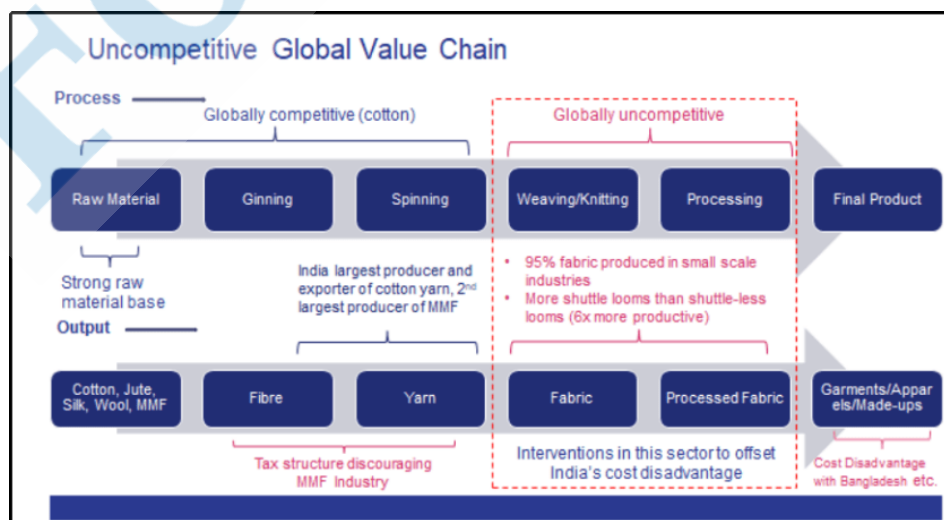 Uncompetitive Global Value Chain
Process
Globally competitive (cotton)
Globally uncompetitive
Raw Material
Ginning
Spinning
Weaving/Knitting
Processing
Final Product
Strong raw
material base
India largest producer and
exporter of cotton yarn, 2nd
largest producer of MMF
• 95% fabric produced in small scale
industries
• More shuttle looms than shuttle-less
looms (6x more productive)
Output
Cotton, Jute,
Silk, Wool, MMF
Fibre
Yarn
Fabric
Processed Fabric
Garments/Appar
els/Made-ups
Tax structure discouraging
MMF Industry
Interventions in this sector to offset
India's cost disadvantage
Cost Disadvantage
with Bangladesh etc.